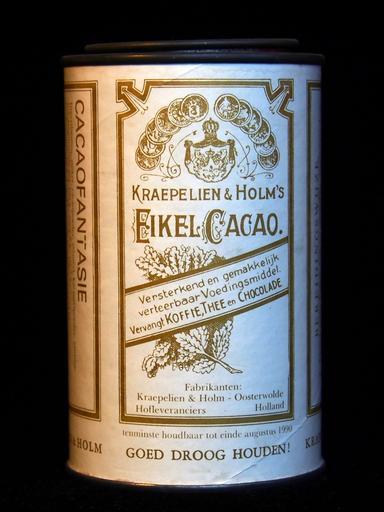 CACAOFANTASIE
KRAEPELIEN & HOLM'S
EIKEL CACAO.
Versterkend en gemakkelijk
verteerbaar Voedingsmiddel.
Vervangt KOFFIE, THEE en CHOCOLADE
Fabrikanten:
Kraepelien & Holm - Oosterwolde
Hofleveranciers Holland
tenminste houdbaar tot einde augustus 1990
& HOLM
GOED DROOG HOUDEN!
BEREIDINGSWIJZE